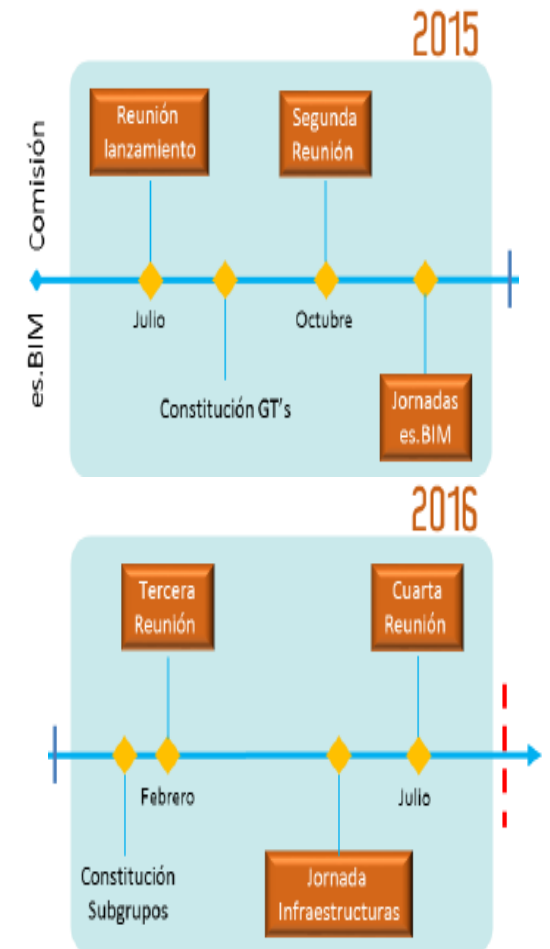 2015
Comisión
es.BIM
Reunión
lanzamiento
Segunda
Reunión
Julio
Octubre
Constitución GT's
Jornadas
es.BIM
2016
Tercera
Reunión
Cuarta
Reunión
Febrero
Julio
Constitución
Subgrupos
Jornada
Infraestructuras